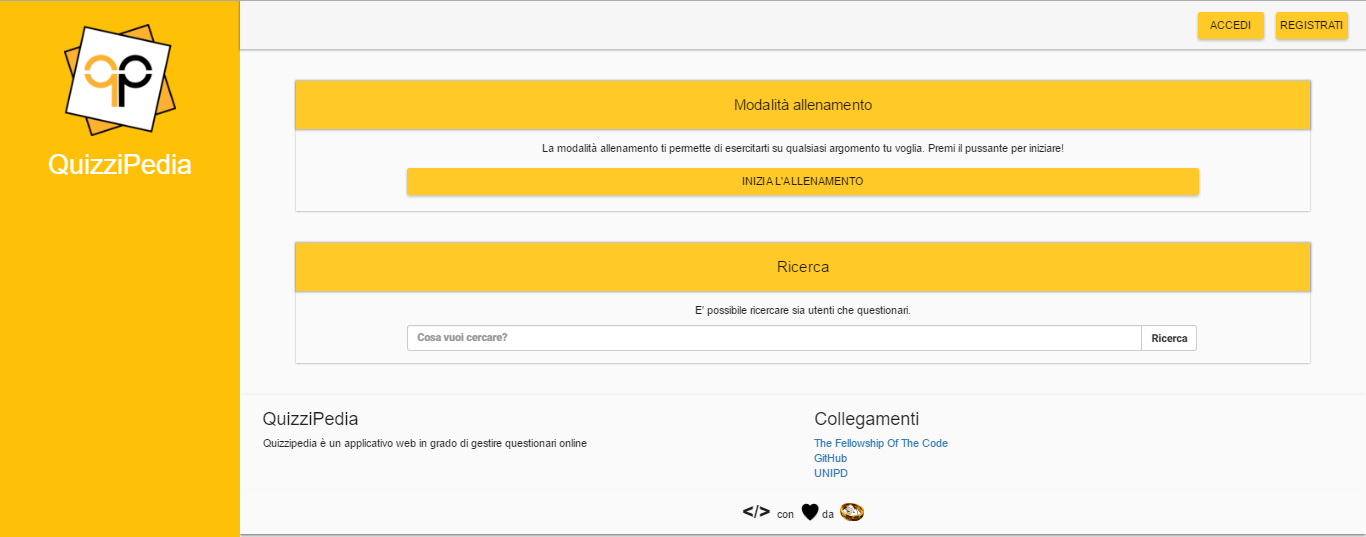 qp
QuizziPedia
ACCEDI
REGISTRATI
Modalità allenamento
La modalità allenamento ti permette di esercitarti su qualsiasi argomento tu voglia. Premi il pussante per iniziare!
INIZIA L'ALLENAMENTO
Ricerca
E' possibile ricercare sia utenti che questionari.
Cosa vuoi cercare?
Ricerca
QuizziPedia
Quizzipedia è un applicativo web in grado di gestire questionari online
Collegamenti
The Fellowship Of The Code
GitHub
UNIPD
</> con da